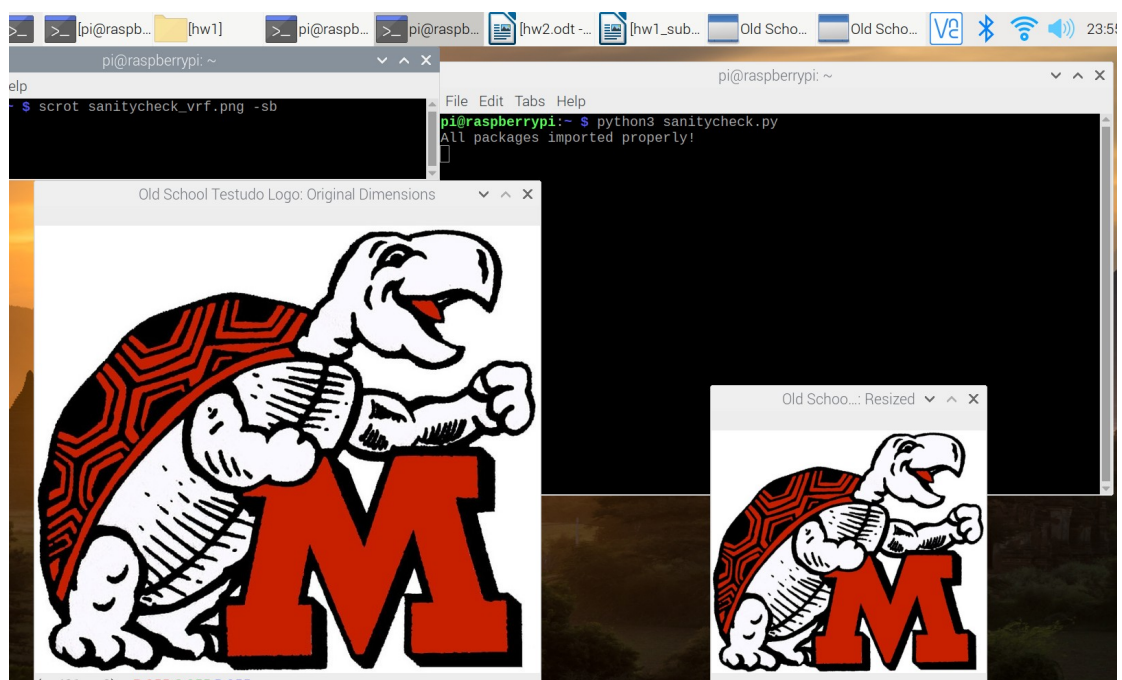 [pi@raspb... [hw1] pi@raspb... pi@raspb... [hw2.odt -... [hw1_sub... Old Scho... Old Scho... 23:55
pi@raspberrypi: ~
elp
$ scrot sanitycheck_vrf.png -sb
pi@raspberrypi: ~
File Edit Tabs Help
pi@raspberrypi:~ $ python3 sanitycheck.py
All packages imported properly!
Old School Testudo Logo: Original Dimensions
Old Schoo...: Resized
M
M